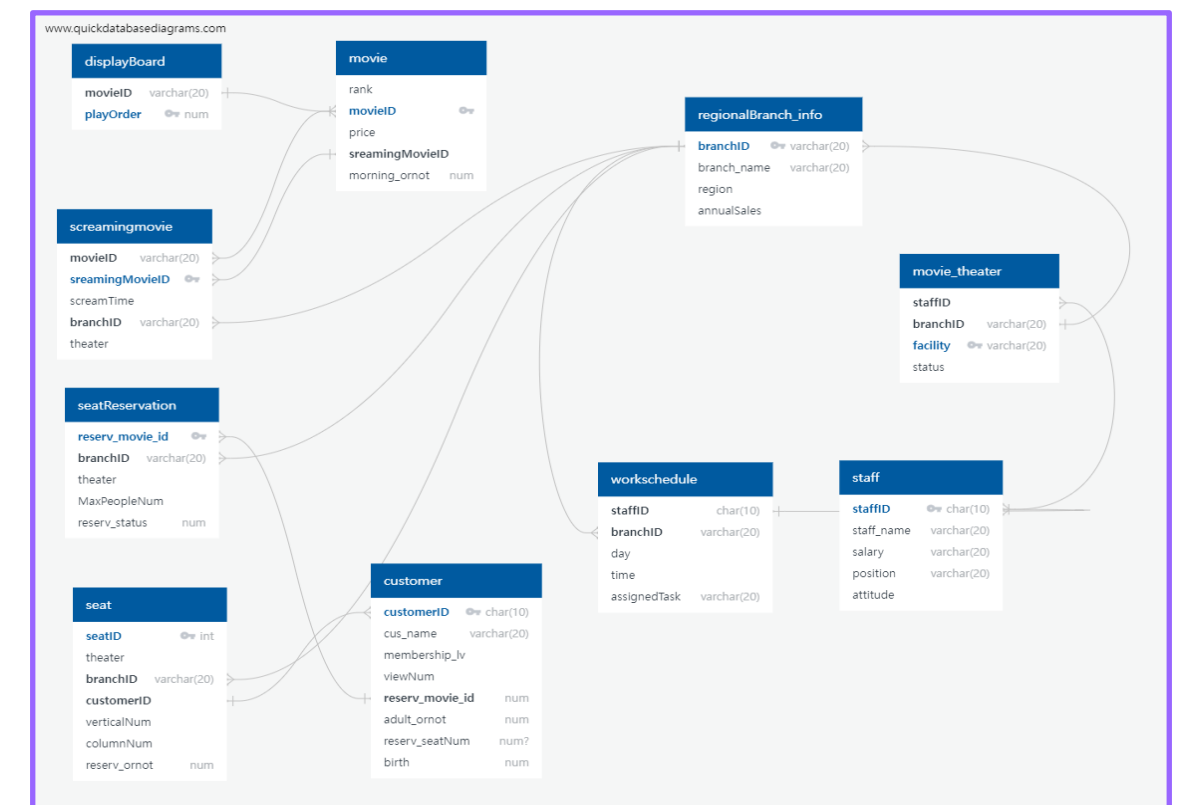 www.quickdatabasediagrams.com
displayBoard
movieID varchar(20)
playOrder num
movie
rank
movieID
price
sreamingMovieID
morning_ornot num
regionalBranch_info
branchID varchar(20)
branch_name varchar(20)
region
annualSales
screamingmovie
movieID varchar(20)
sreamingMovieID
screamTime
branchID varchar(20)
theater
movie_theater
staffID
branchID varchar(20)
facility varchar(20)
status
seatReservation
reserv_movie_id
branchID varchar(20)
theater
MaxPeopleNum
reserv_status num
workschedule
staffID char(10)
branchID varchar(20)
day
time
assignedTask varchar(20)
staff
staffID char(10)
staff_name varchar(20)
salary varchar(20)
position varchar(20)
attitude
seat
seatID int
theater
branchID varchar(20)
customerID
verticalNum
columnNum
reserv_ornot num
customer
customerID char(10)
cus_name varchar(20)
membership_lv
viewNum
reserv_movie_id num
adult_ornot num
reserv_seatNum num?
birth num